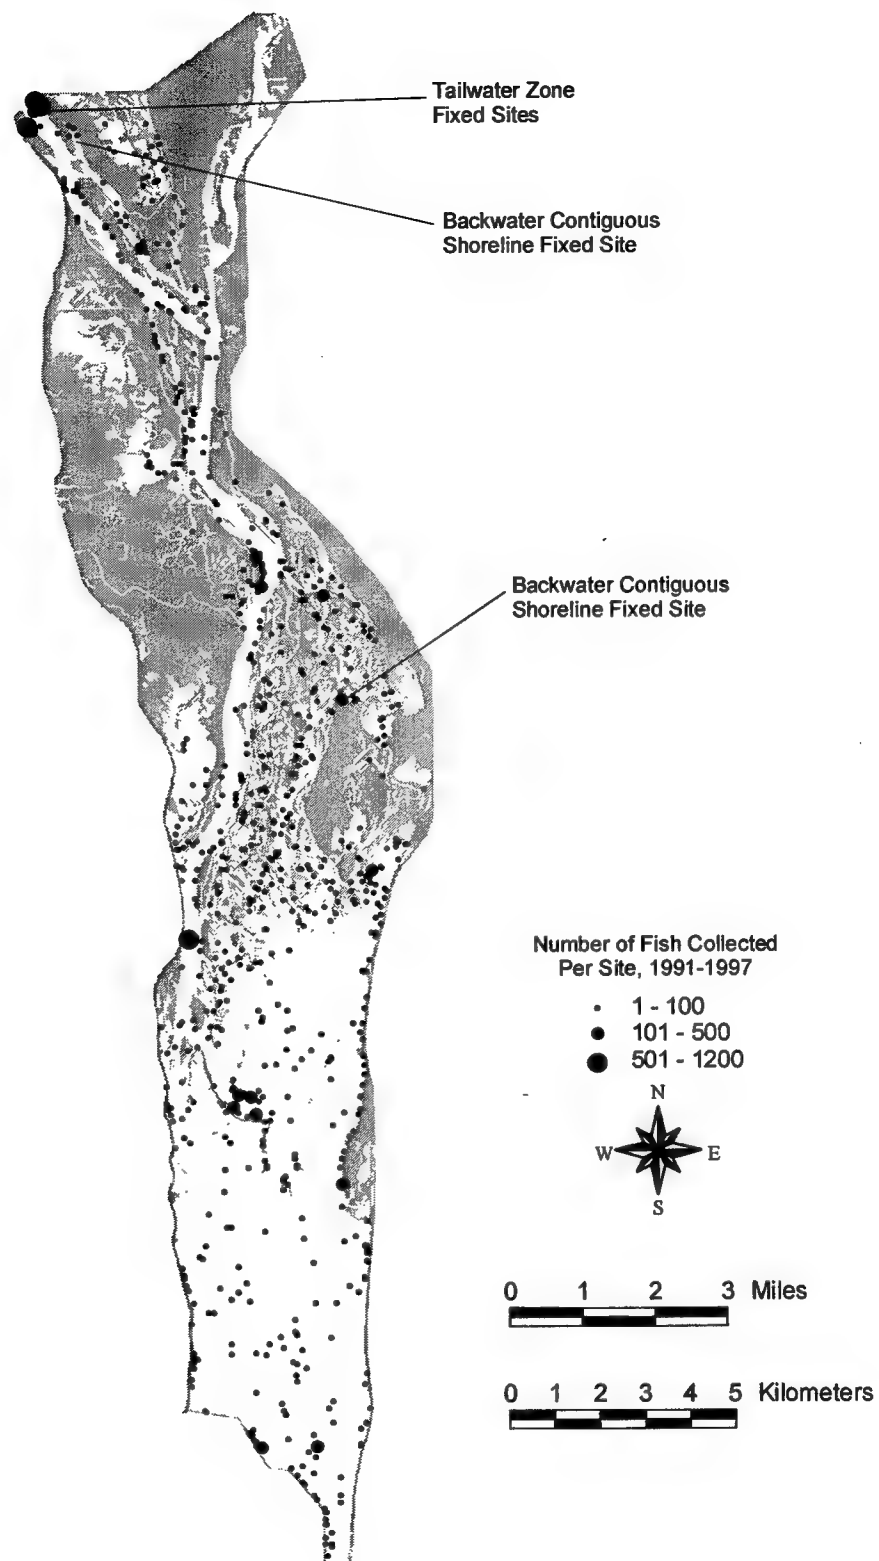 Tailwater Zone
Fixed Sites
Backwater Contiguous
Shoreline Fixed Site
Backwater Contiguous
Shoreline Fixed Site
Number of Fish Collected
Per Site, 1991-1997
1 - 100
101 - 500
501 - 1200
N
W E
S
0 1 2 3 Miles
0 1 2 3 4 5 Kilometers